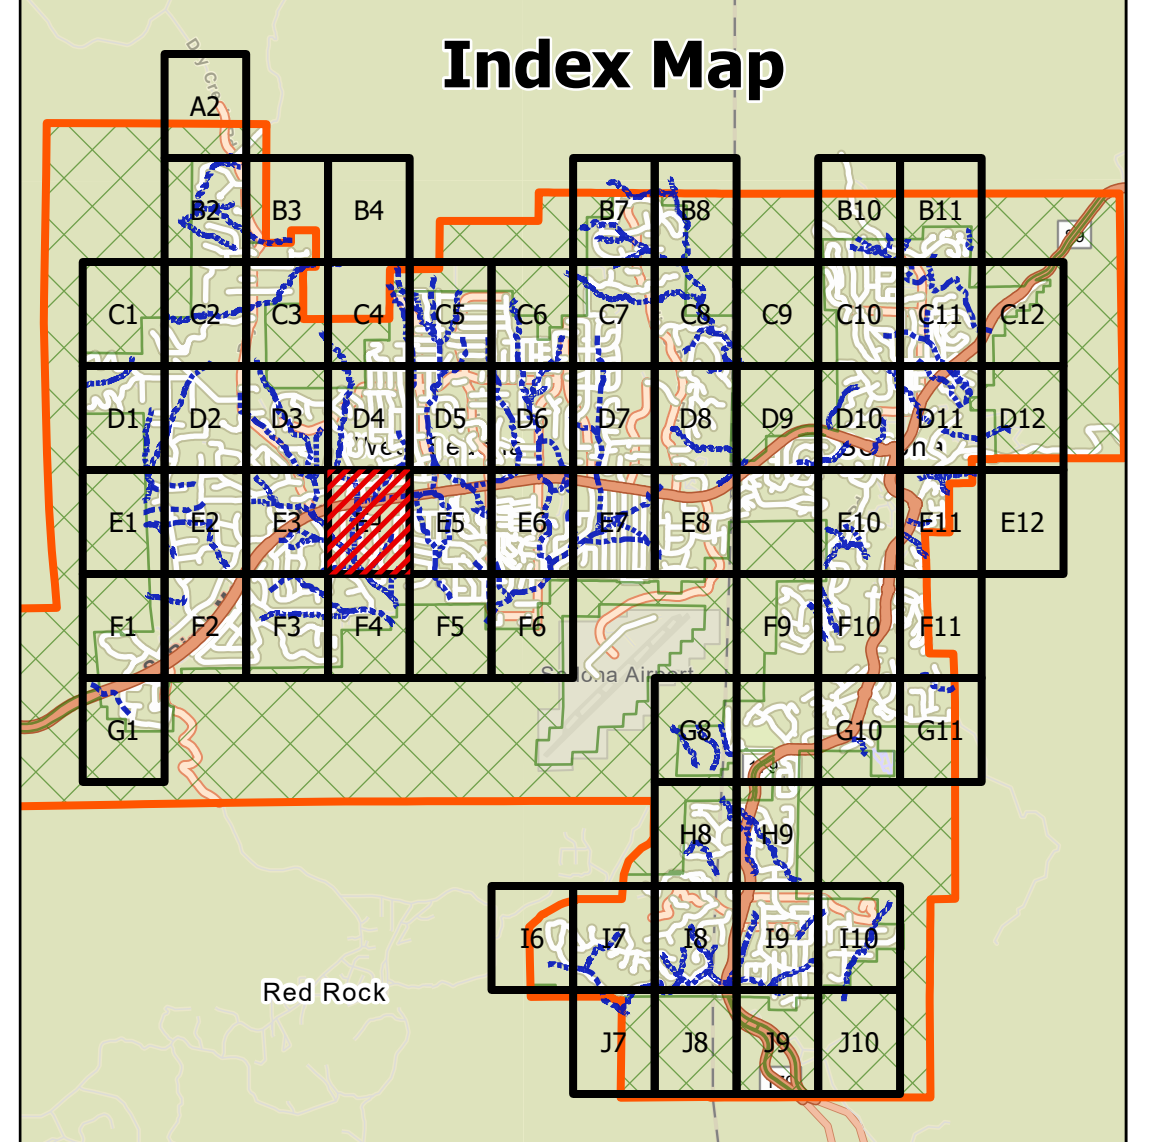 Index Map
A2
B2 B3 B4 B7 B8 B10 B11
C1 C2 C3 C4 C5 C6 C7 C8 C9 C10 C11 C12
D1 D2 D3 D4 D5 D6 D7 D8 D9 D10 D11 D12
E1 E2 E3 E4 E5 E6 E7 E8 E10 E11 E12
F1 F2 F3 F4 F5 F6 F9 F10 F11
Sedona Airport
G1 G8 G10 G11
H8 H9
I6 I7 I8 I9 I10
Red Rock
J7 J8 J9 J10